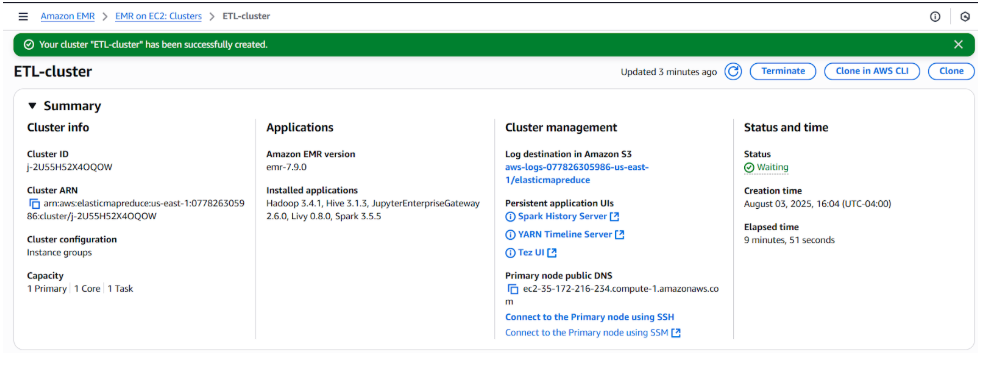 Amazon EMR > EMR on EC2: Clusters > ETL-cluster
Your cluster "ETL-cluster" has been successfully created.
ETL-cluster
Updated 3 minutes ago
Terminate
Clone in AWS CLI
Clone
Summary
Cluster info
Cluster ID
j-2U55H52X4OQOW
Cluster ARN
arn:aws:elasticmapreduce:us-east-1:0778263059
86:cluster/j-2U55H52X4OQOW
Cluster configuration
Instance groups
Capacity
1 Primary | 1 Core | 1 Task
Applications
Amazon EMR version
emr-7.9.0
Installed applications
Hadoop 3.4.1, Hive 3.1.3, JupyterEnterpriseGateway
2.6.0, Livy 0.8.0, Spark 3.5.5
Cluster management
Log destination in Amazon S3
aws-logs-077826305986-us-east-
1/elasticmapreduce
Persistent application UIs
Spark History Server
YARN Timeline Server
Tez UI
Primary node public DNS
ec2-35-172-216-234.compute-1.amazonaws.co
m
Connect to the Primary node using SSH
Connect to the Primary node using SSM
Status and time
Status
Waiting
Creation time
August 03, 2025, 16:04 (UTC-04:00)
Elapsed time
9 minutes, 51 seconds